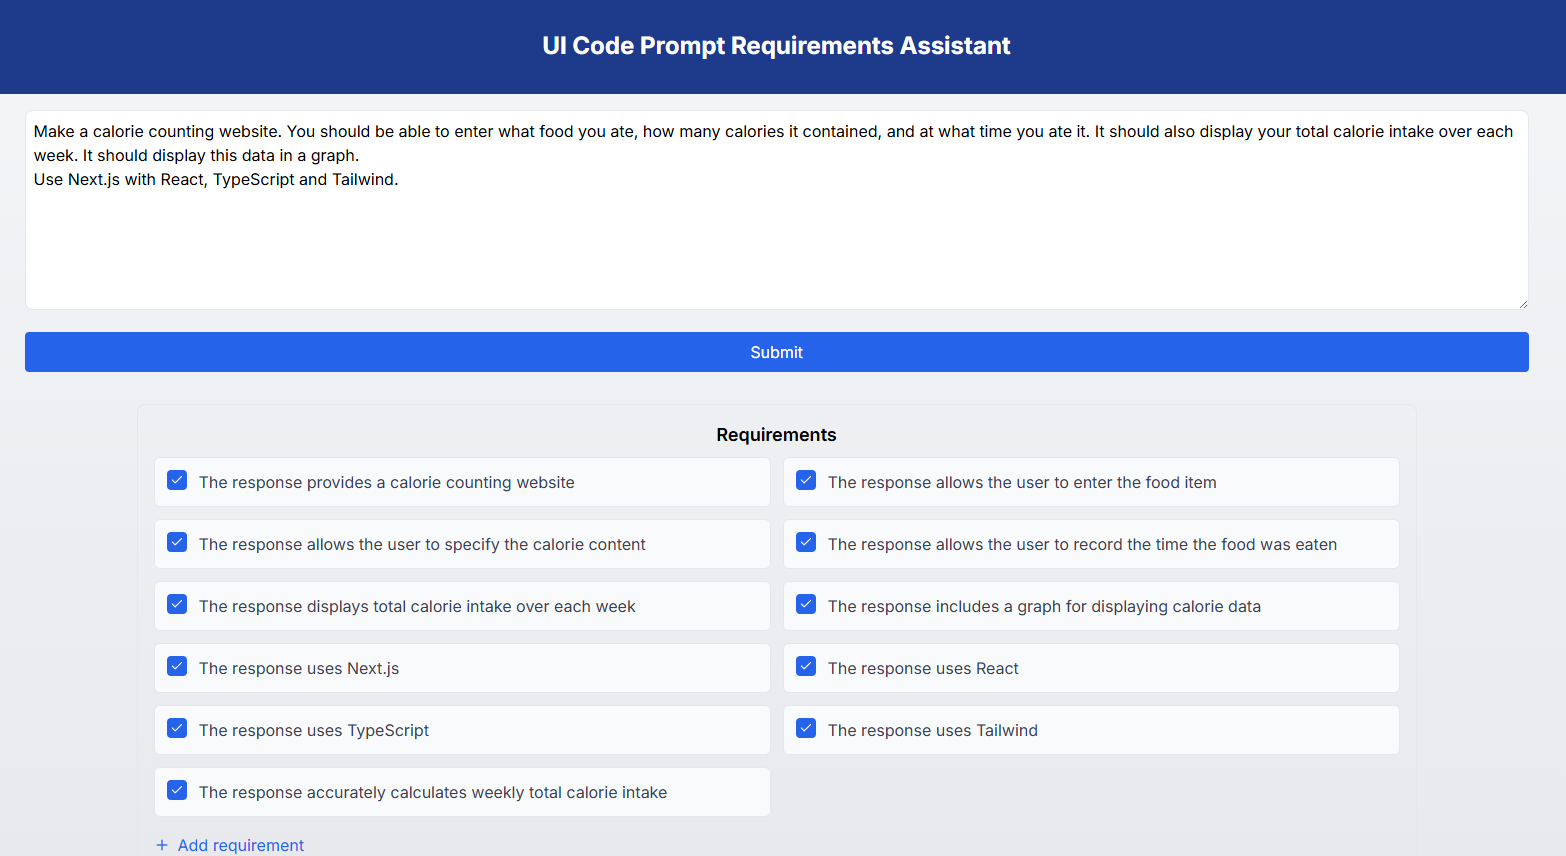 UI Code Prompt Requirements Assistant
Make a calorie counting website. You should be able to enter what food you ate, how many calories it contained, and at what time you ate it. It should also display your total calorie intake over each
week. It should display this data in a graph.
Use Next.js with React, TypeScript and Tailwind.
Submit
Requirements
The response provides a calorie counting website
The response allows the user to enter the food item
The response allows the user to specify the calorie content
The response allows the user to record the time the food was eaten
The response displays total calorie intake over each week
The response includes a graph for displaying calorie data
The response uses Next.js
The response uses React
The response uses TypeScript
The response uses Tailwind
The response accurately calculates weekly total calorie intake
+ Add requirement